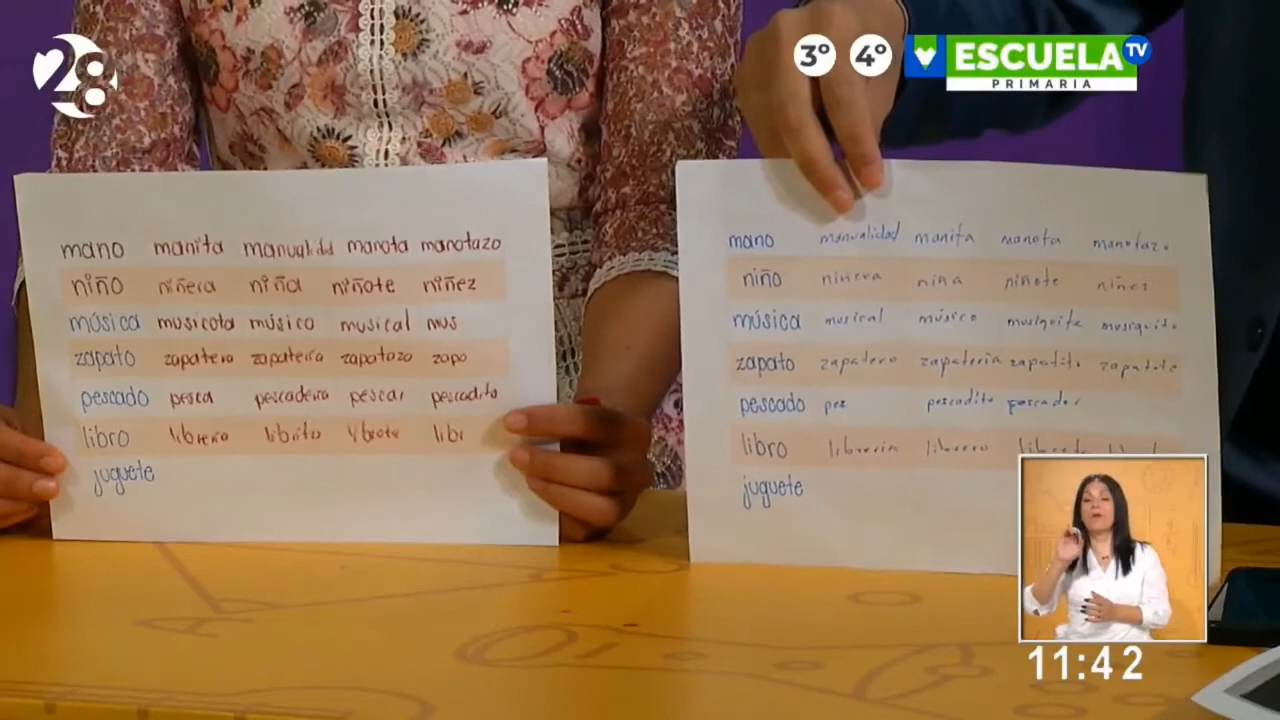 28
3° 4° ESCUELA TV
PRIMARIA
mano manita manualidad manota manotazo
niño niñera niña niñote niñez
música musicota músico musical mus
zapato zapatero zapatería zapatazo zapo
pescado pesca pescadera pescar pescadito
libro librito libr
juguete
mano manualidad manita manota manotazo
niño niñera niña niñote niñez
música musical músico musiquita musiquito
zapato zapatero zapatería zapatito zapatote
pescado pez pescadito pescador
libro librería librero
juguete
11:42